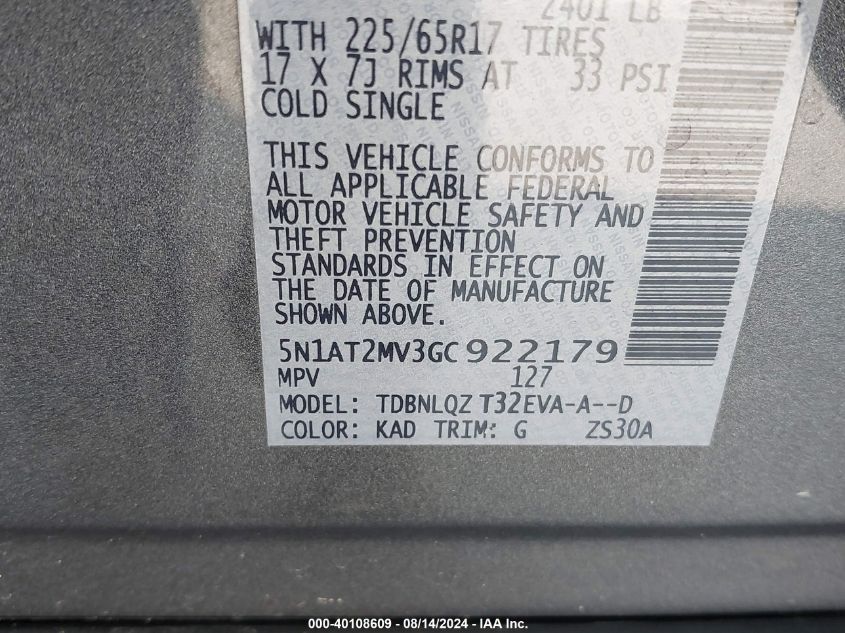 2401 LB
WITH 225/65R17 TIRES
17 X 7J RIMS AT 33 PSI
COLD SINGLE
THIS VEHICLE CONFORMS TO
ALL APPLICABLE FEDERAL
MOTOR VEHICLE SAFETY AND
THEFT PREVENTION
STANDARDS IN EFFECT ON
THE DATE OF MANUFACTURE
SHOWN ABOVE.
5N1AT2MV3GC922179
MPV 127
MODEL: TDBNLQZ T32EVA-A--D
COLOR: KAD TRIM: G ZS30A
000-40108609 - 08/14/2024 - IAA Inc.